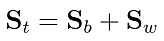 S_t = S_b + S_w